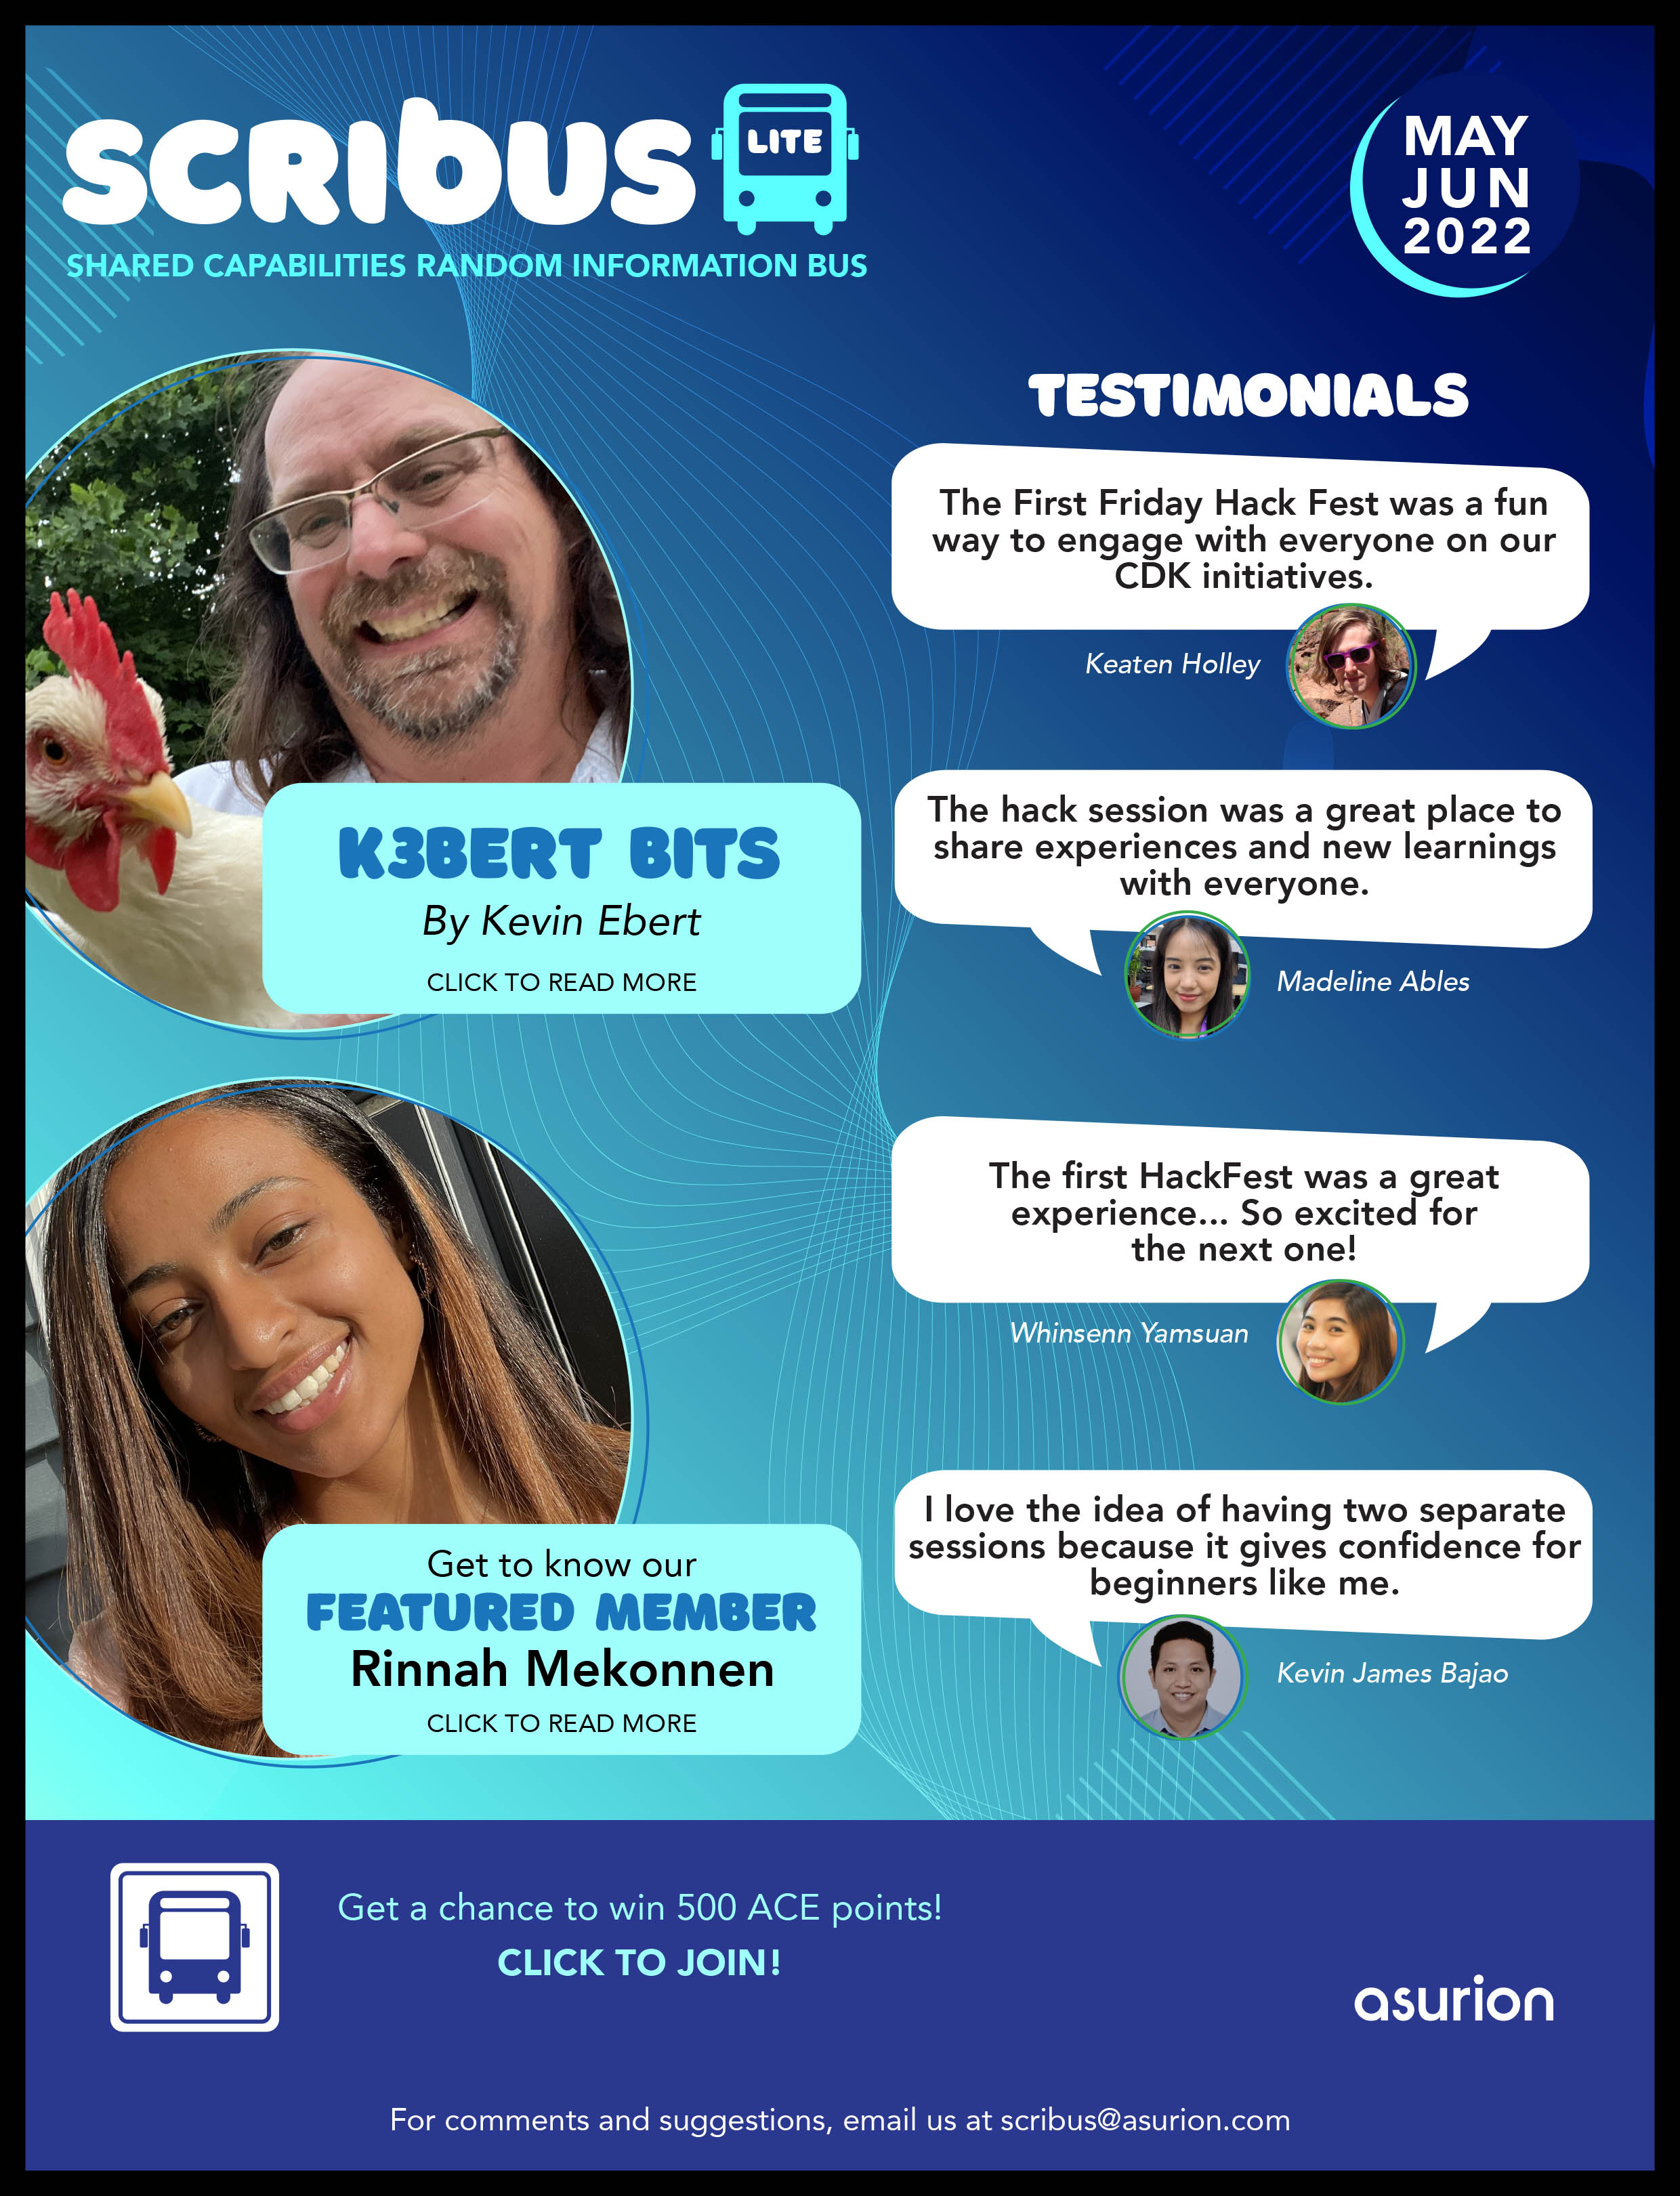 SCRIBUS
LITE
SHARED CAPABILITIES RANDOM INFORMATION BUS
MAY
JUN
2022
K3BERT BITS
By Kevin Ebert
CLICK TO READ MORE
Get to know our
FEATURED MEMBER
Rinnah Mekonnen
CLICK TO READ MORE
TESTIMONIALS
The First Friday Hack Fest was a fun
way to engage with everyone on our
CDK initiatives.
Keaten Holley
The hack session was a great place to
share experiences and new learnings
with everyone.
Madeline Ables
The first HackFest was a great
experience... So excited for
the next one!
Whinsenn Yamsuan
I love the idea of having two separate
sessions because it gives confidence for
beginners like me.
Kevin James Bajao
Get a chance to win 500 ACE points!
CLICK TO JOIN!
asurion
For comments and suggestions, email us at scribus@asurion.com